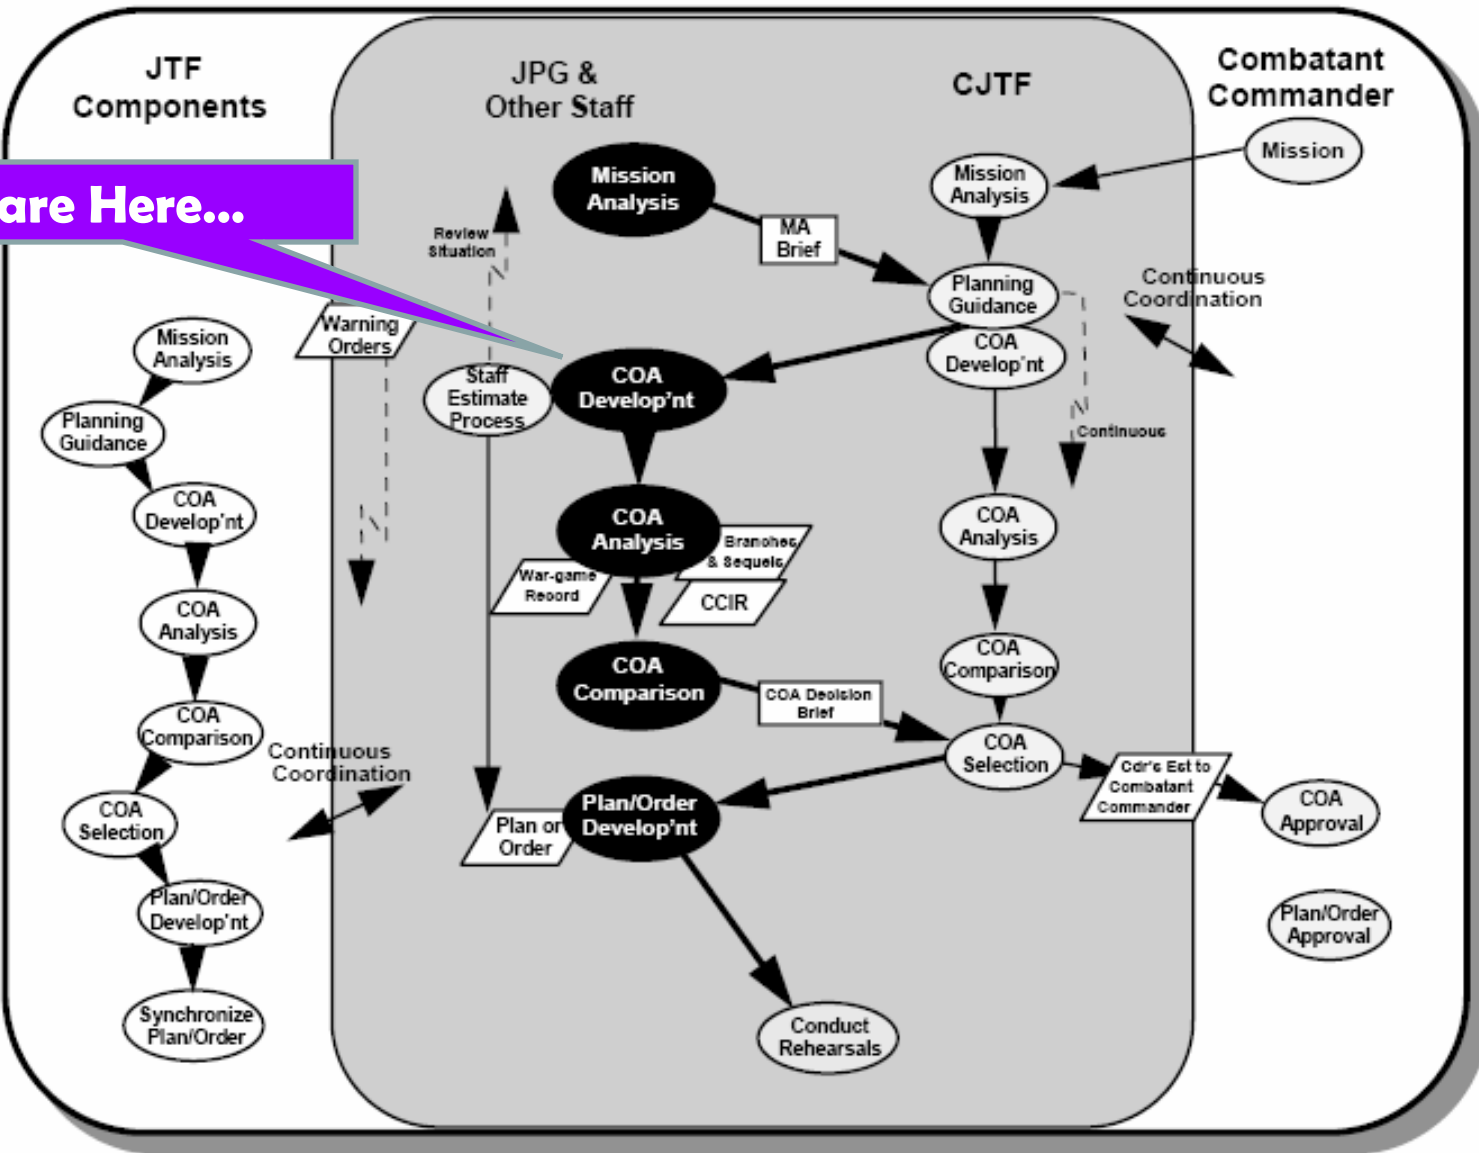 JTF
Components
JPG &
Other Staff
CJTF
Combatant
Commander
are Here...
Mission
Mission
Analysis
Mission
Analysis
MA
Brief
Review
Situation
Planning
Guidance
Continuous
Coordination
Warning
Orders
Mission
Analysis
COA
Develop'nt
COA
Develop'nt
Staff
Estimate
Process
Planning
Guidance
Continuous
COA
Develop'nt
COA
Analysis
COA
Analysis
Branches
& Sequels
War-game
Record
CCIR
COA
Analysis
COA
Comparison
COA
Comparison
COA Decision
Brief
COA
Comparison
Continuous
Coordination
COA
Selection
Cdr's Est to
Combatant
Commander
COA
Approval
COA
Selection
Plan/Order
Develop'nt
Plan or
Order
Plan/Order
Develop'nt
Plan/Order
Approval
Synchronize
Plan/Order
Conduct
Rehearsals